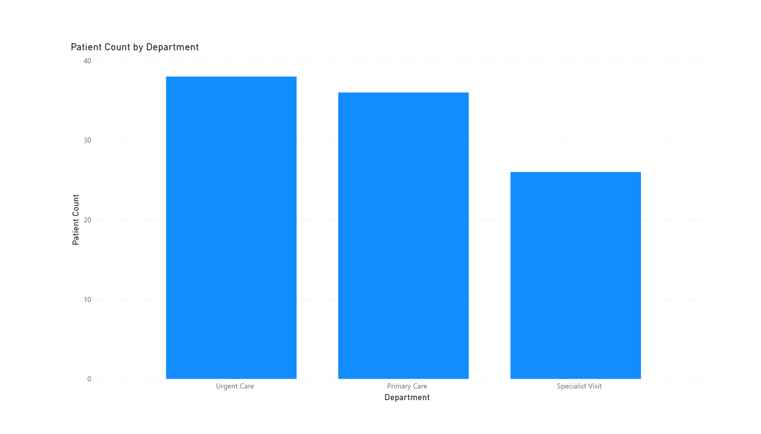 Patient Count by Department
40
30
20
10
0
Patient Count
Urgent Care
Primary Care
Specialist Visit
Department